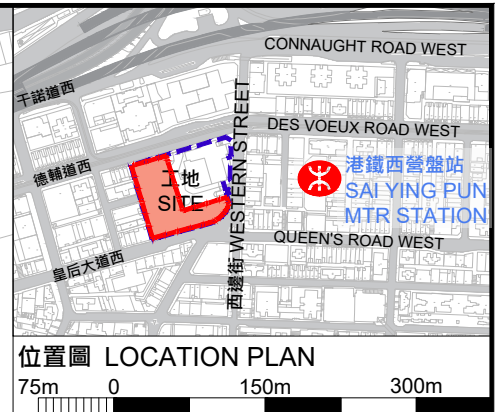 CONNAUGHT ROAD WEST
干諾道西
DES VOEUX ROAD WEST
德輔道西
工地
SITE
西邊街 WESTERN STREET
港鐵西營盤站
SAI YING PUN
MTR STATION
QUEEN'S ROAD WEST
皇后大道西
位置圖 LOCATION PLAN
75m 0 150m 300m